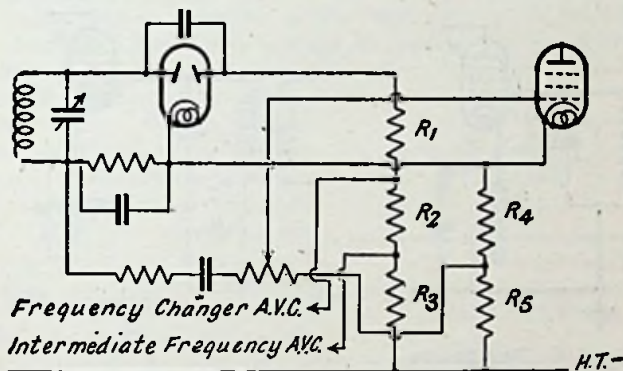 R1
R2
R4
R3
R5
Frequency Changer A.V.C.
Intermediate Frequency A.V.C.
H.T.-